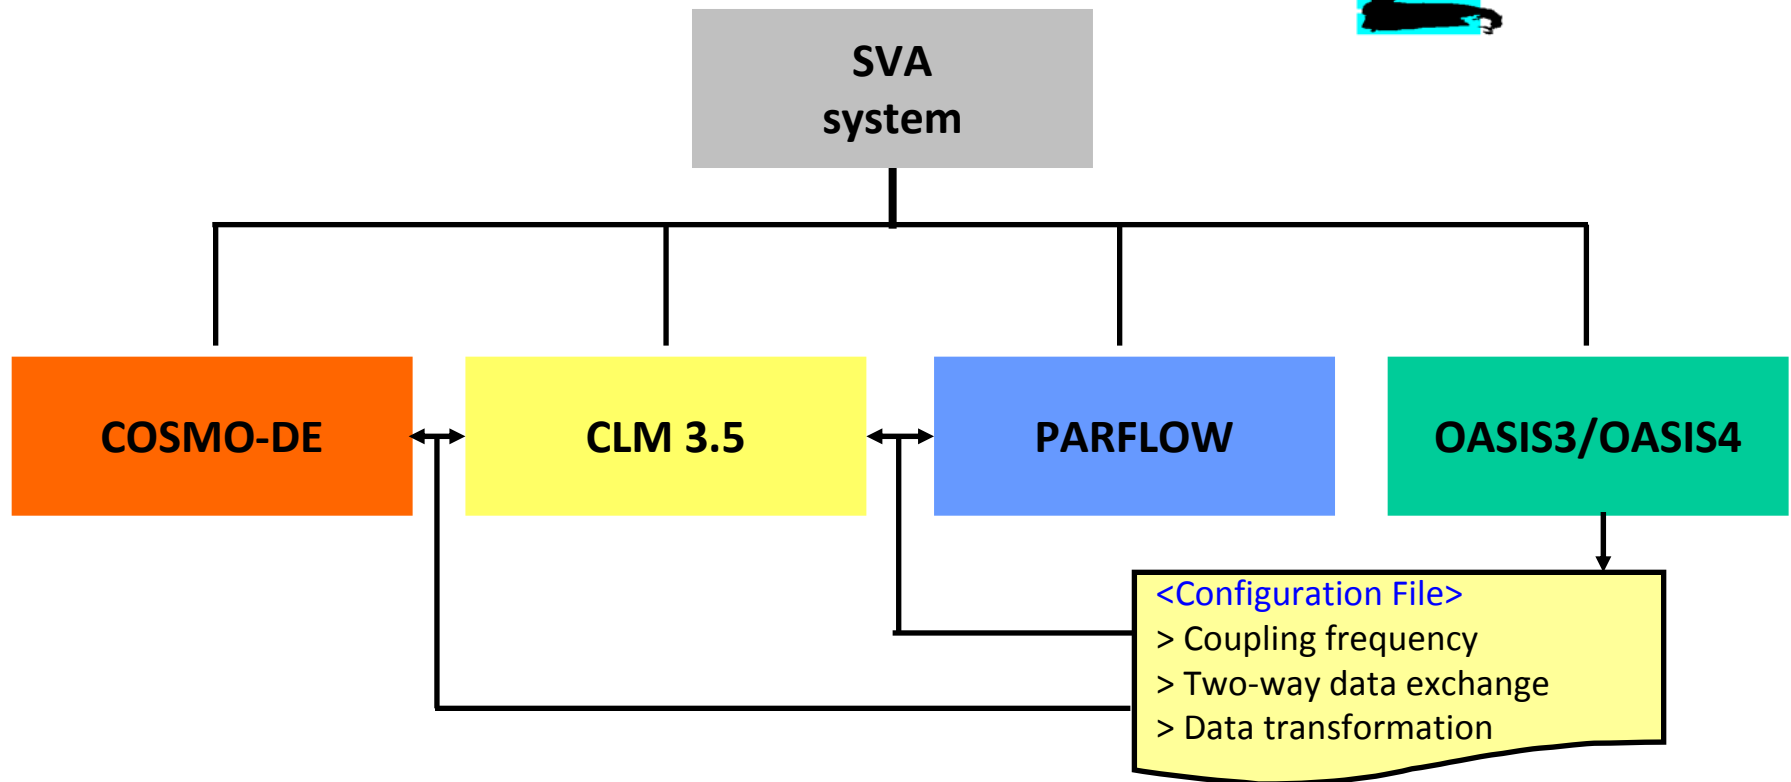 SVA
system
COSMO-DE
CLM 3.5
PARFLOW
OASIS3/OASIS4
<Configuration File>
> Coupling frequency
> Two-way data exchange
> Data transformation